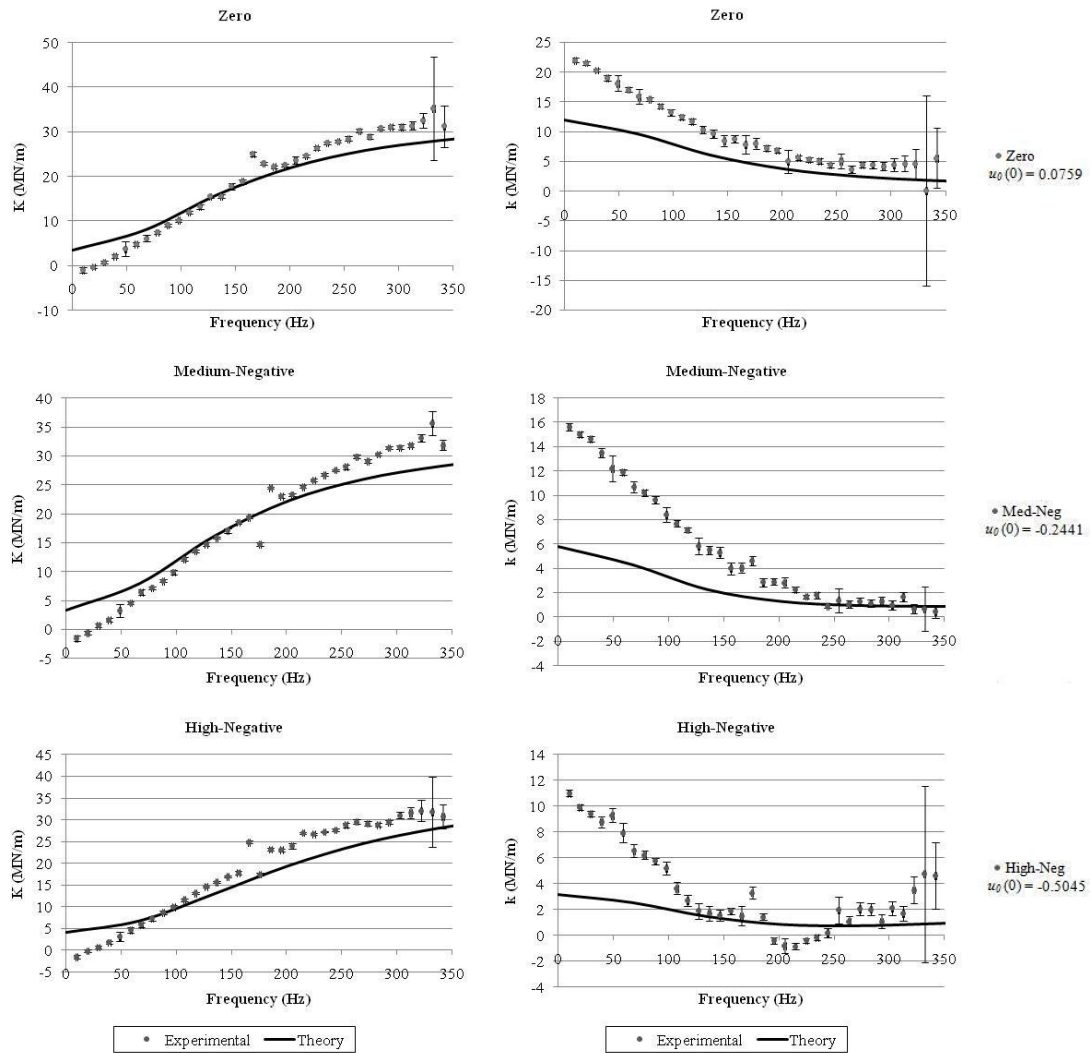 Zero
50
40
30
20
10
0
-10
K (MN/m)
0 50 100 150 200 250 300 350
Frequency (Hz)
Zero
25
20
15
10
5
0
-5
-10
-15
-20
k (MN/m)
0 50 100 150 200 250 300 350
Frequency (Hz)
Zero
u0(0) = 0.0759
Medium-Negative
40
35
30
25
20
15
10
5
0
-5
K (MN/m)
0 50 100 150 200 250 300 350
Frequency (Hz)
Medium-Negative
18
16
14
12
10
8
6
4
2
0
-2
-4
k (MN/m)
0 50 100 150 200 250 300 350
Frequency (Hz)
Med-Neg
u0(0) = -0.2441
High-Negative
45
40
35
30
25
20
15
10
5
0
-5
K (MN/m)
0 50 100 150 200 250 300 350
Frequency (Hz)
High-Negative
14
12
10
8
6
4
2
0
-2
-4
k (MN/m)
0 50 100 150 200 250 300 350
Frequency (Hz)
High-Neg
u0(0) = -0.5045
Experimental Theory
Experimental Theory